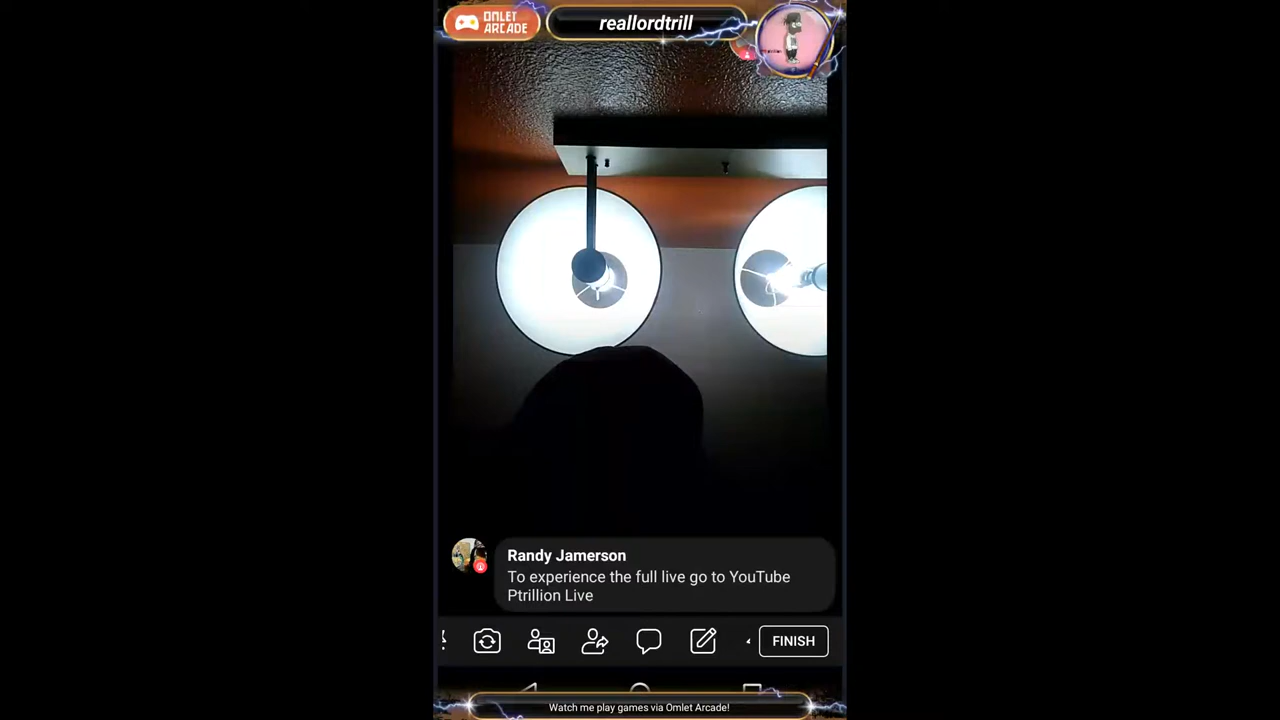 OMLET
ARCADE
reallordtrill
Randy Jamerson
To experience the full live go to YouTube
Ptrillion Live
FINISH
Watch me play games via Omlet Arcade!